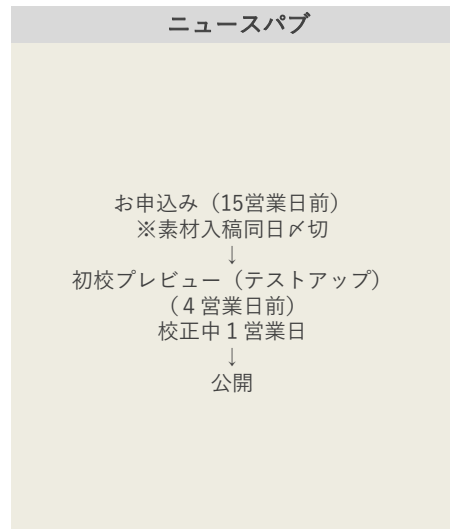 ニュースパブ
お申込み（15営業日前）
※素材入稿同日〆切
↓
初校プレビュー（テストアップ）
（４営業日前）
校正中１営業日
↓
公開